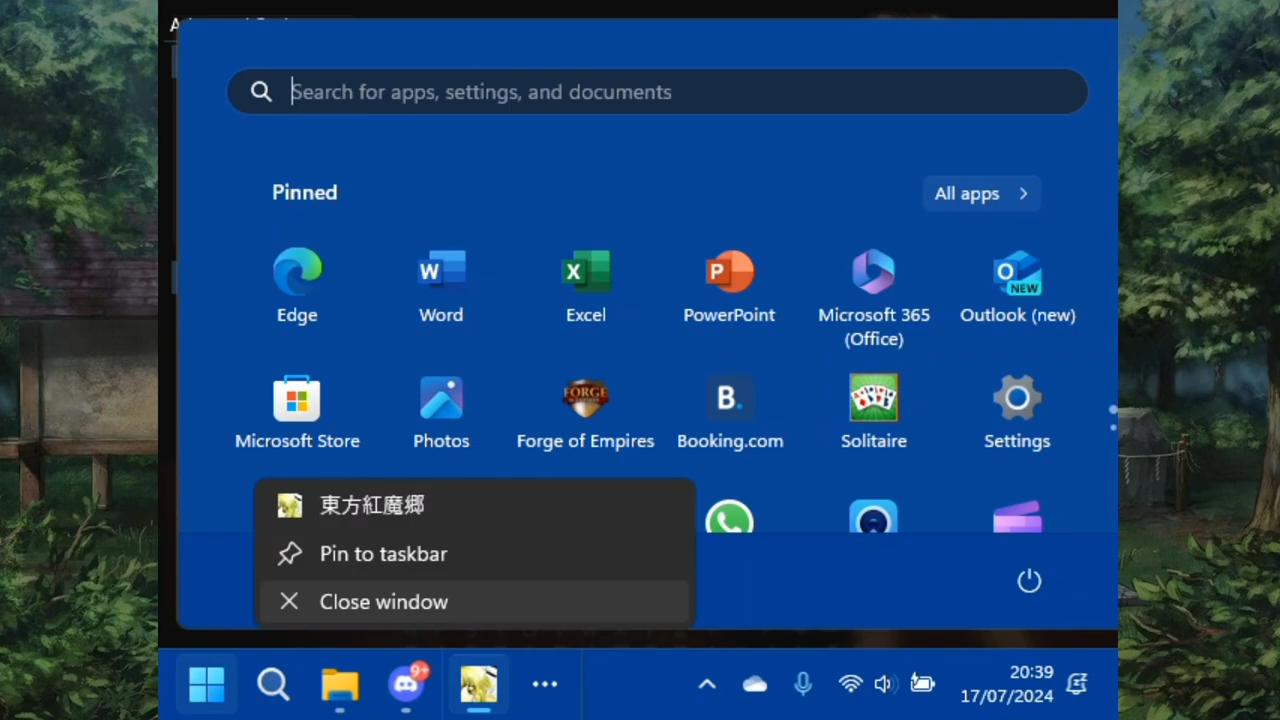 Search for apps, settings, and documents
Pinned
All apps
Edge
Word
Excel
PowerPoint
Microsoft 365
(Office)
Outlook (new)
Microsoft Store
Photos
Forge of Empires
Booking.com
Solitaire
Settings
東方紅魔郷
Pin to taskbar
Close window
9+
20:39
17/07/2024